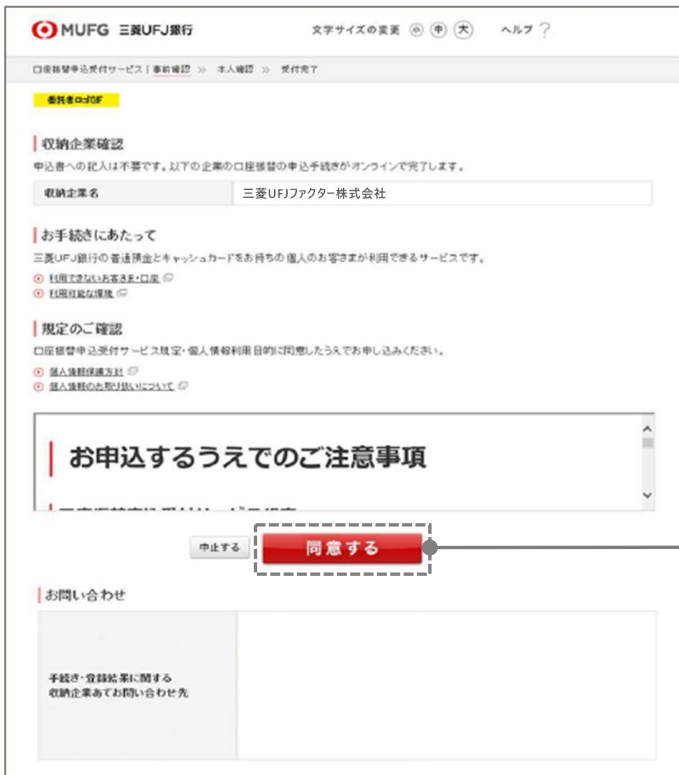 MUFG 三菱UFJ銀行 文字サイズの変更 小 中 大 ヘルプ ?
口座振替申込受付サービス | 事前確認 » 本人確認 » 受付完了
委託者ロゴGIF
収納企業確認
申込書への記入は不要です。以下の企業の口座振替の申込手続きがオンラインで完了します。
収納企業名 三菱UFJファクター株式会社
お手続きにあたって
三菱UFJ銀行の普通預金とキャッシュカードをお持ちの個人のお客さまが利用できるサービスです。
利用できないお客さま・口座
利用可能な環境
規定のご確認
口座振替申込受付サービス規定・個人情報利用目的に同意したうえでお申し込みください。
個人情報保護方針
個人情報のお取り扱いについて
お申込するうえでのご注意事項
中止する 同意する
お問い合わせ
手続き・登録結果に関する
収納企業あてお問い合わせ先